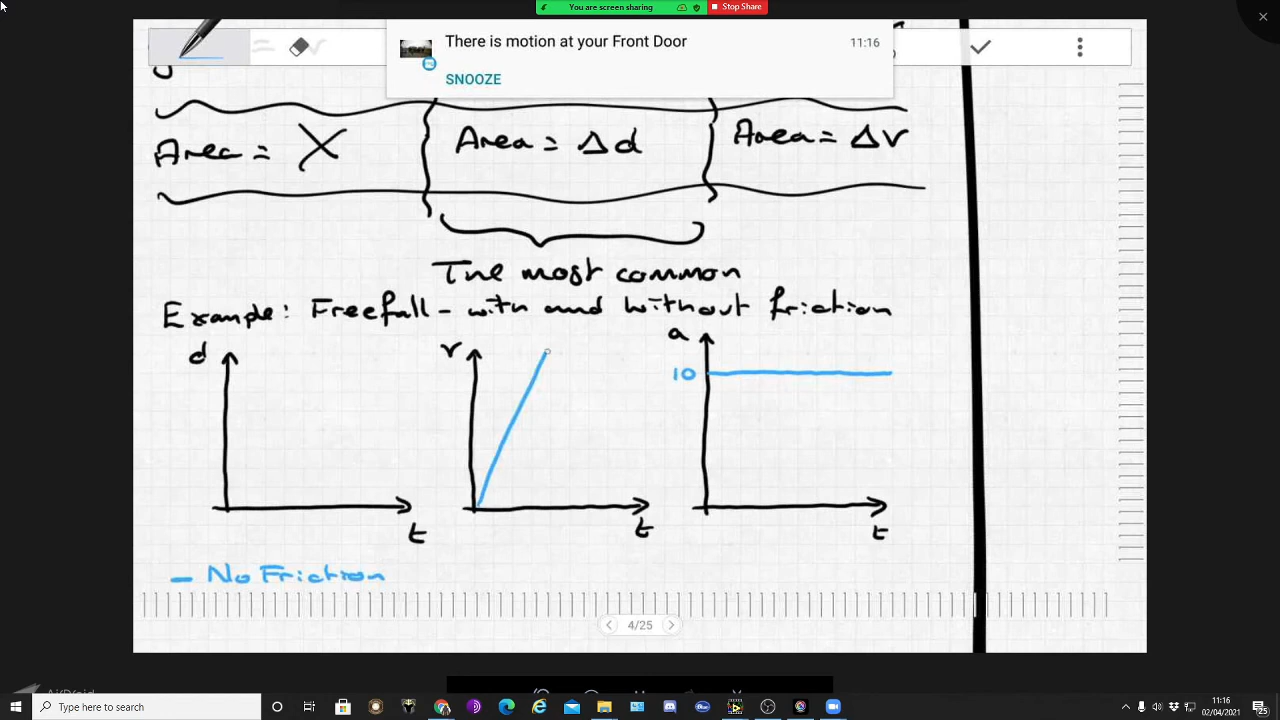 You are screen sharing
Stop Share
There is motion at your Front Door 11:16
SNOOZE
= v
Area = X
Area = Δd
Area = Δv
The most common
Example: Freefall - with and without friction
d
v
a
10
t
t
t
- No Friction
4/25
AirDroid
Type here to search
11:16
02/04/2021